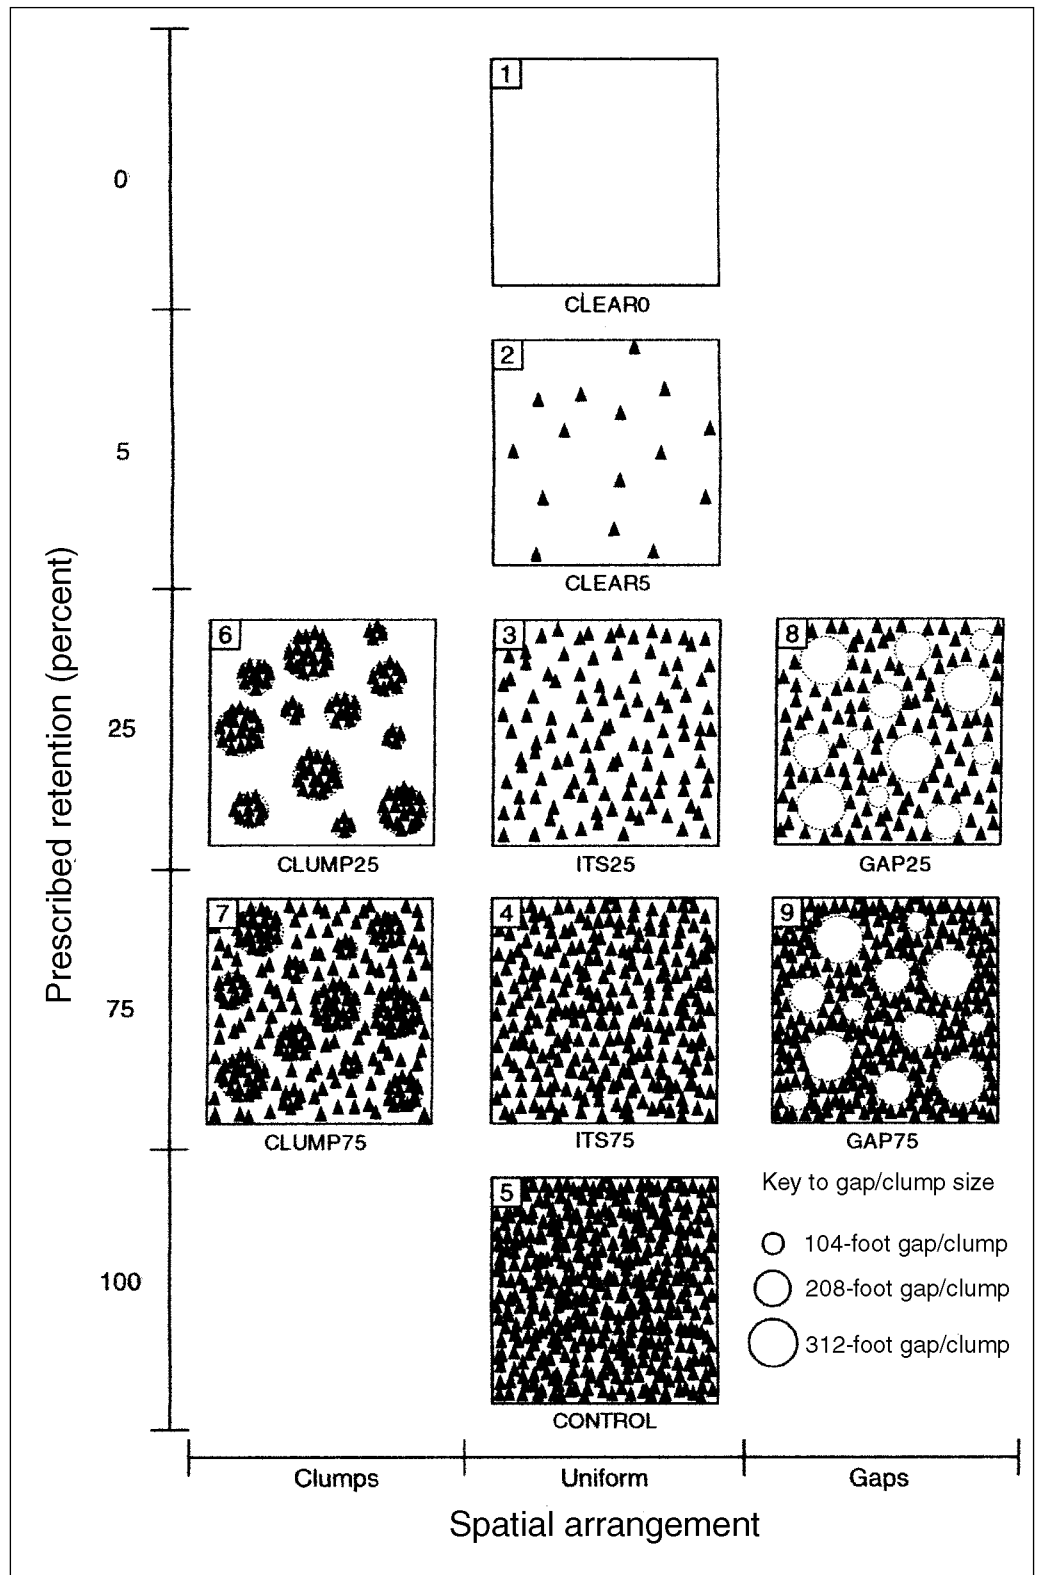 1
0
CLEAR0
2
5
CLEAR5
6
3
8
25
CLUMP25
ITS25
GAP25
7
4
9
75
CLUMP75
ITS75
GAP75
Key to gap/clump size
5
104-foot gap/clump
100
208-foot gap/clump
312-foot gap/clump
CONTROL
Prescribed retention (percent)
Clumps
Uniform
Gaps
Spatial arrangement